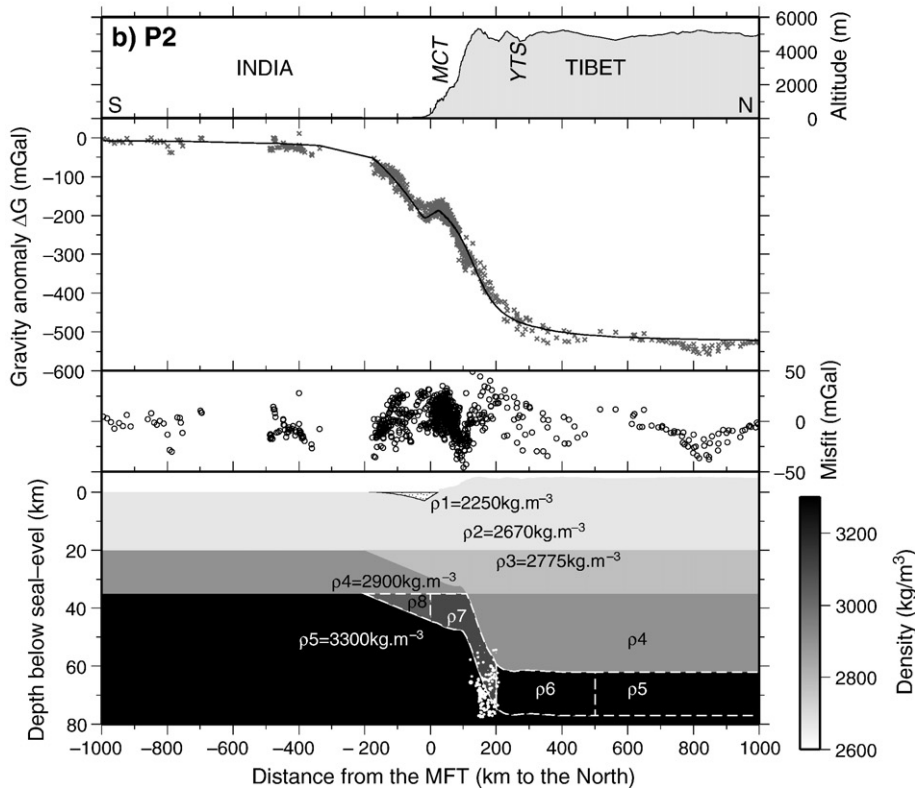 b) P2
INDIA
MCT
YTS
TIBET
S
N
6000
4000
2000
0
Altitude (m)
0
−100
−200
−300
−400
−500
−600
Gravity anomaly ΔG (mGal)
50
0
−50
Misfit (mGal)
0
20
40
60
80
Depth below seal–evel (km)
ρ1=2250kg.m−3
ρ2=2670kg.m−3
ρ3=2775kg.m−3
ρ4=2900kg.m−3
ρ8
ρ7
ρ5=3300kg.m−3
ρ4
ρ6
ρ5
−1000 −800 −600 −400 −200 0 200 400 600 800 1000
Distance from the MFT (km to the North)
3200
3000
2800
2600
Density (kg/m3)